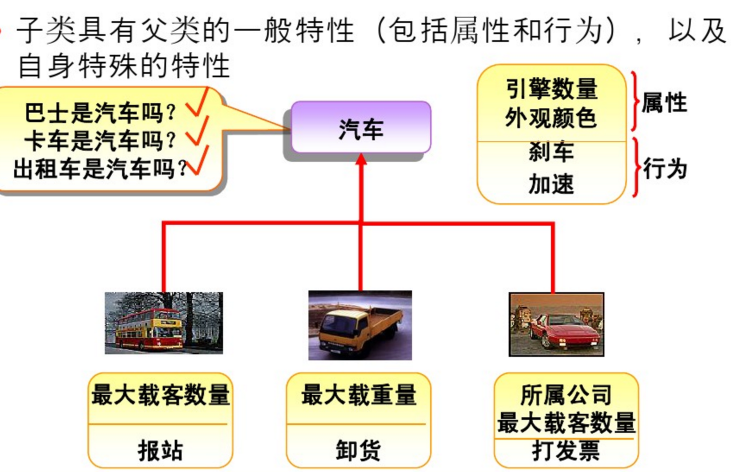 子类具有父类的一般特性（包括属性和行为），以及
自身特殊的特性
巴士是汽车吗？
卡车是汽车吗？
出租车是汽车吗？
汽车
引擎数量
外观颜色
属性
刹车
加速
行为
最大载客数量
报站
最大载重量
卸货
所属公司
最大载客数量
打发票